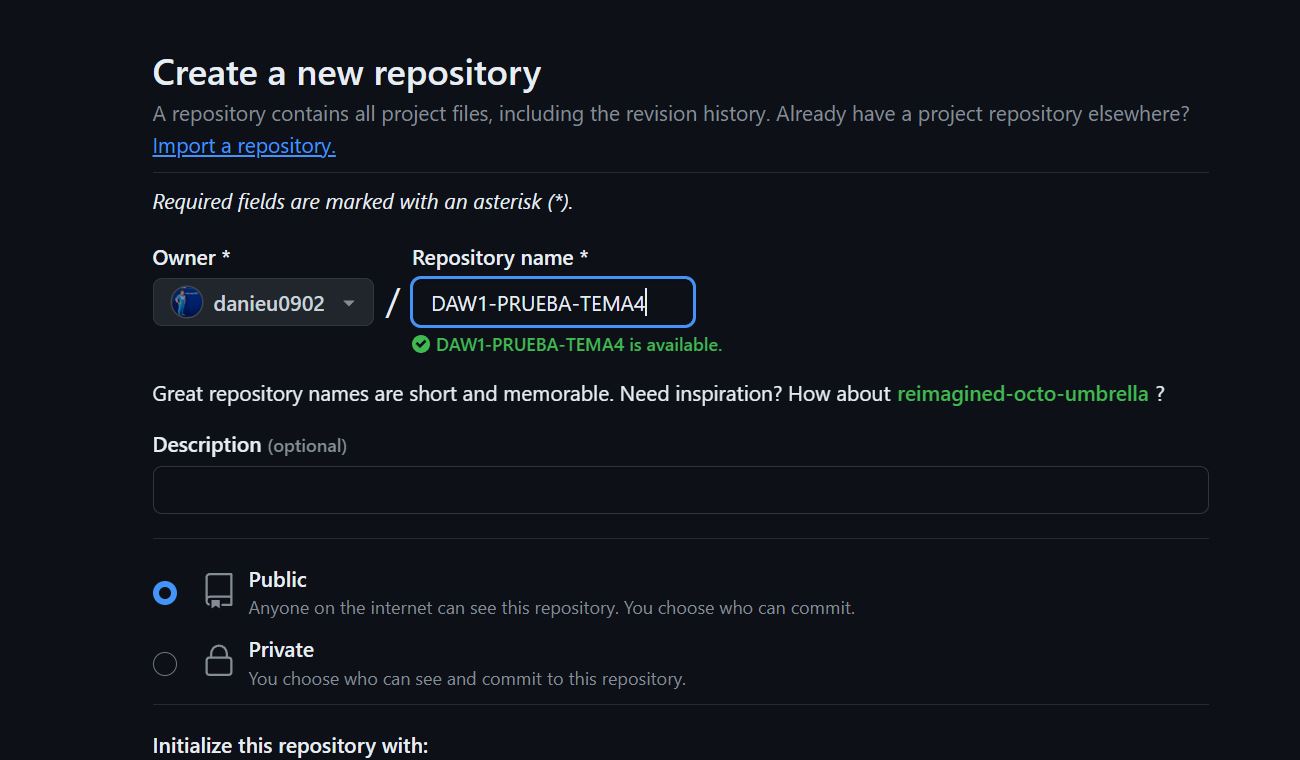 Create a new repository
A repository contains all project files, including the revision history. Already have a project repository elsewhere?
Import a repository.
Required fields are marked with an asterisk (*).
Owner *
Repository name *
danieu0902
/
DAW1-PRUEBA-TEMA4
DAW1-PRUEBA-TEMA4 is available.
Great repository names are short and memorable. Need inspiration? How about reimagined-octo-umbrella ?
Description (optional)
Public
Anyone on the internet can see this repository. You choose who can commit.
Private
You choose who can see and commit to this repository.
Initialize this repository with: